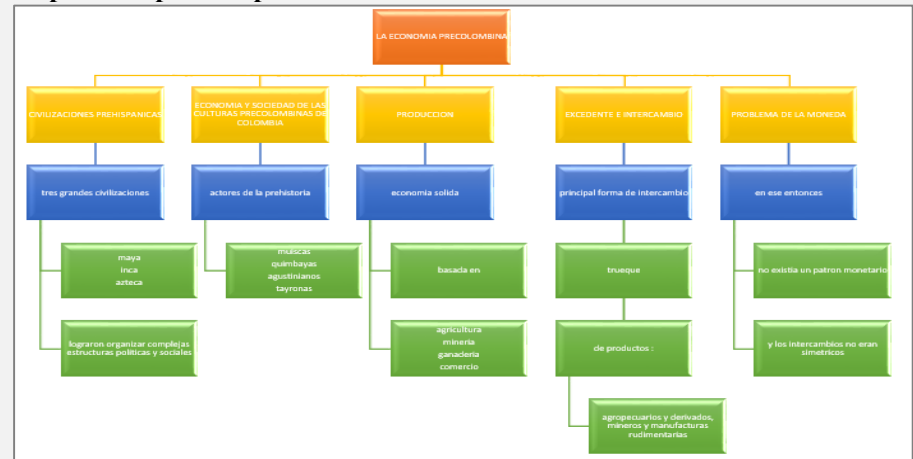 LA ECONOMIA PRECOLOMBINA
CIVILIZACIONES PREHISPANICAS
ECONOMIA Y SOCIEDAD DE LAS
CULTURAS PRECOLOMBINAS DE
COLOMBIA
PRODUCCION
EXCEDENTE E INTERCAMBIO
PROBLEMA DE LA MONEDA
tres grandes civilizaciones
actores de la prehistoria
economia solida
principal forma de intercambio
en ese entonces
maya
inca
azteca
muiscas
quimbayas
agustinianos
tayronas
basada en
trueque
no existia un patron monetario
lograron organizar complejas
estructuras politicas y sociales
agricultura
mineria
ganaderia
comercio
de productos :
y los intercambios no eran
simetricos
agropecuarios y derivados,
mineros y manufacturas
rudimentarias